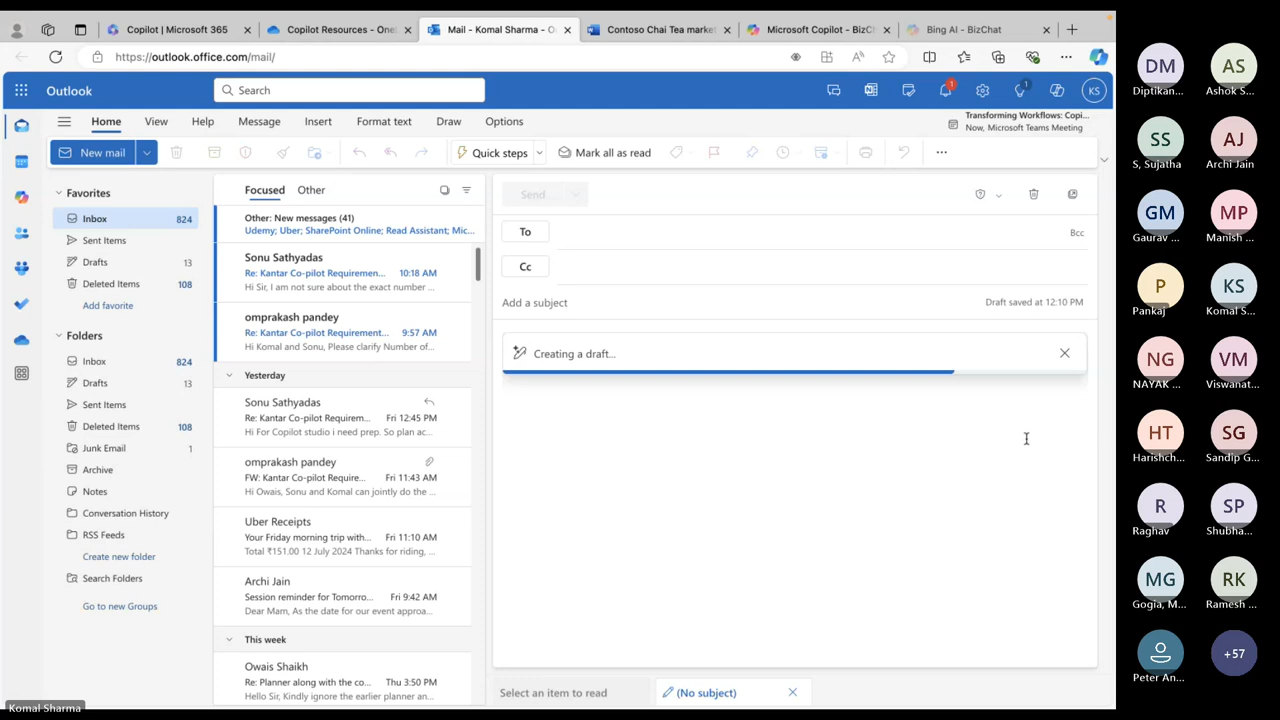 Copilot | Microsoft 365
Copilot Resources - One
Mail - Komal Sharma - O
Contoso Chai Tea market
Microsoft Copilot - BizC
Bing AI - BizChat
https://outlook.office.com/mail/
Outlook
Search
1
1
KS
Home
View
Help
Message
Insert
Format text
Draw
Options
Transforming Workflows: Copi...
Now, Microsoft Teams Meeting
New mail
Quick steps
Mark all as read
Favorites
Inbox 824
Sent Items
Drafts 13
Deleted Items 108
Add favorite
Folders
Inbox 824
Drafts 13
Sent Items
Deleted Items 108
Junk Email 1
Archive
Notes
Conversation History
RSS Feeds
Create new folder
Search Folders
Go to new Groups
Focused Other
Other: New messages (41)
Udemy; Uber; SharePoint Online; Read Assistant; Mic...
Sonu Sathyadas
Re: Kantar Co-pilot Requiremen... 10:18 AM
Hi Sir, I am not sure about the exact number ...
omprakash pandey
Re: Kantar Co-pilot Requirement... 9:57 AM
Hi Komal and Sonu, Please clarify Number of...
Yesterday
Sonu Sathyadas
Re: Kantar Co-pilot Requirem... Fri 12:45 PM
Hi For Copilot studio i need prep. So plan ac...
omprakash pandey
FW: Kantar Co-pilot Require... Fri 11:43 AM
Hi Owais, Sonu and Komal can jointly do the ...
Uber Receipts
Your Friday morning trip with... Fri 11:10 AM
Total ₹151.00 12 July 2024 Thanks for riding, ...
Archi Jain
Session reminder for Tomorro... Fri 9:42 AM
Dear Mam, As the date for our event approa...
This week
Owais Shaikh
Re: Planner along with the co... Thu 3:50 PM
Hello Sir, Kindly ignore the earlier planner an...
Send
To
Bcc
Cc
Add a subject
Draft saved at 12:10 PM
Creating a draft...
Select an item to read
(No subject)
DM
Diptikan...
AS
Ashok S...
SS
S, Sujatha
AJ
Archi Jain
GM
Gaurav ...
MP
Manish ...
P
Pankaj
KS
Komal S...
NG
NAYAK ...
VM
Viswanat...
HT
Harishch...
SG
Sandip G...
R
Raghav
SP
Shubha...
MG
Gogia, M...
RK
Ramesh ...
Peter An...
+57
Komal Sharma